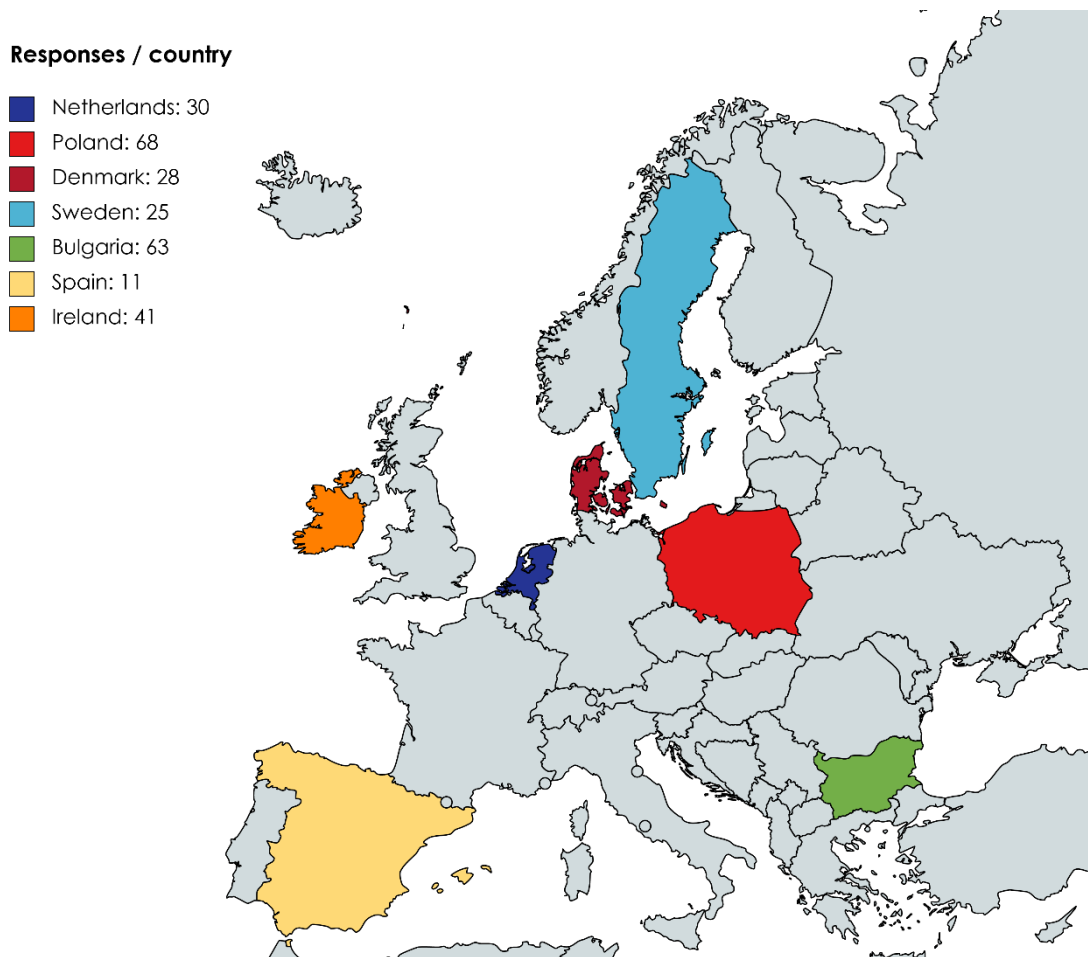 Responses / country
Netherlands: 30
Poland: 68
Denmark: 28
Sweden: 25
Bulgaria: 63
Spain: 11
Ireland: 41